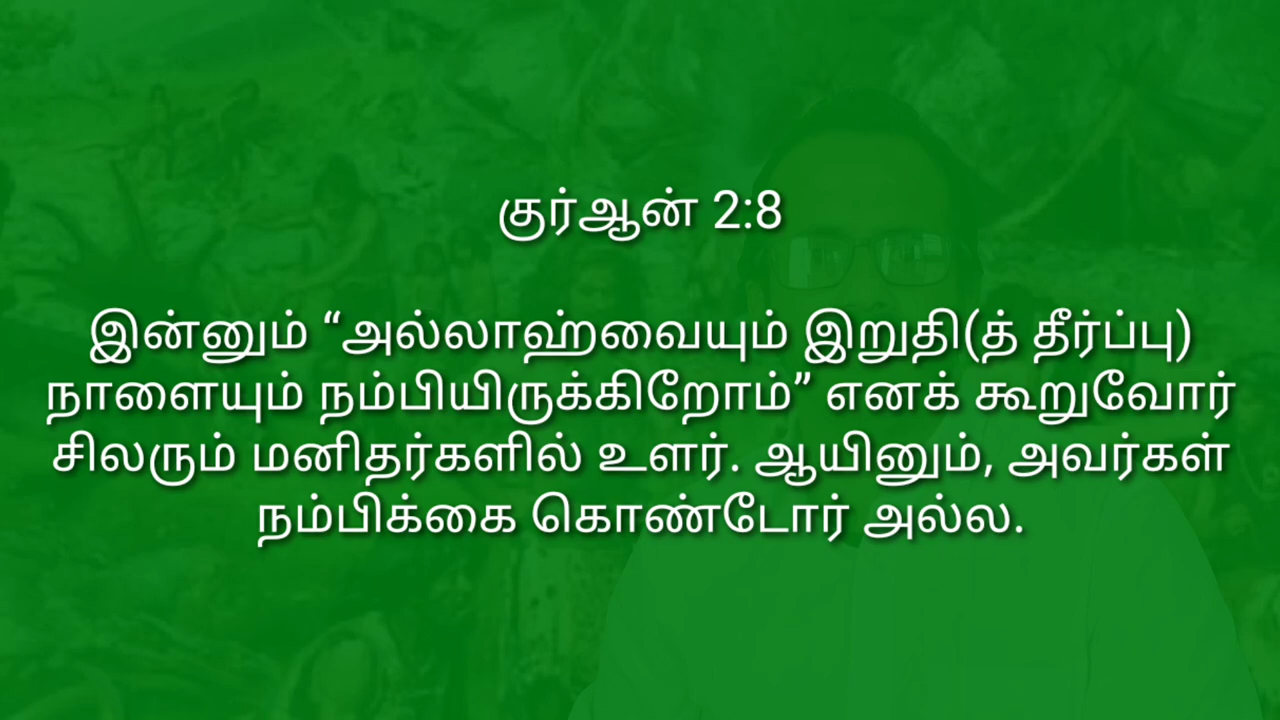 குர்ஆன் 2:8
இன்னும் “அல்லாஹ்வையும் இறுதி(த் தீர்ப்பு)
நாளையும் நம்பியிருக்கிறோம்” எனக் கூறுவோர்
சிலரும் மனிதர்களில் உளர். ஆயினும், அவர்கள்
நம்பிக்கை கொண்டோர் அல்ல.